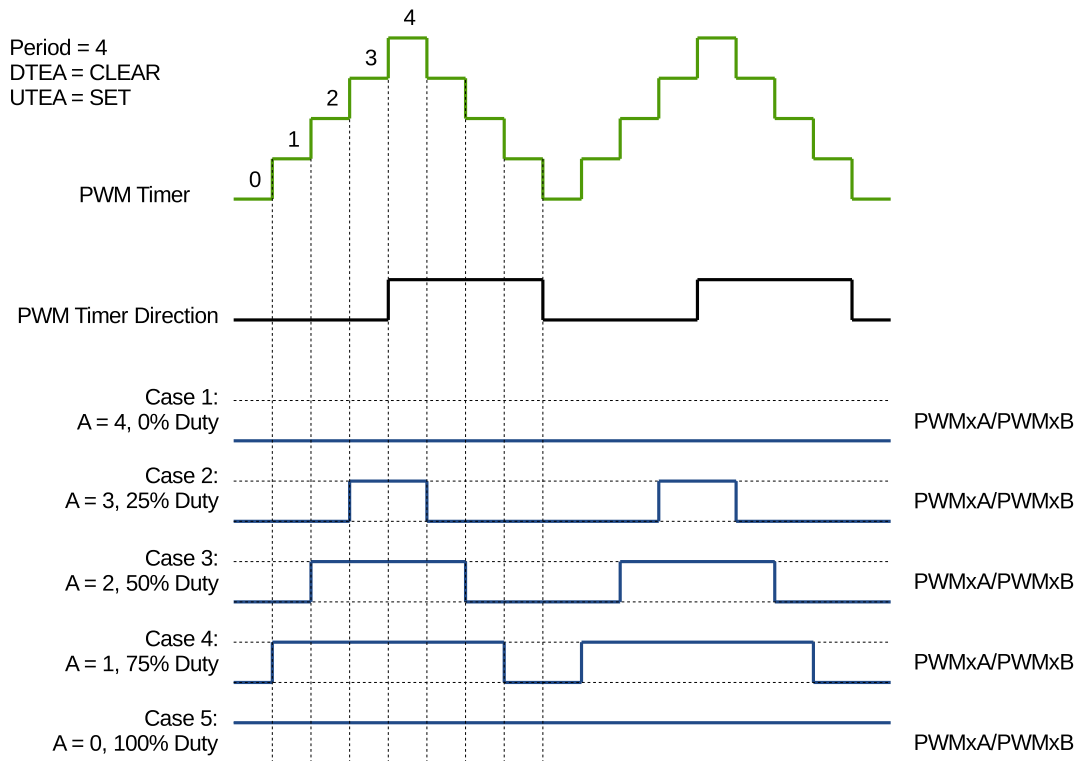 4
Period = 4
DTEA = CLEAR
UTEA = SET
3
2
1
0
PWM Timer
PWM Timer Direction
Case 1:
A = 4, 0% Duty
PWMxA/PWMxB
Case 2:
A = 3, 25% Duty
PWMxA/PWMxB
Case 3:
A = 2, 50% Duty
PWMxA/PWMxB
Case 4:
A = 1, 75% Duty
PWMxA/PWMxB
Case 5:
A = 0, 100% Duty
PWMxA/PWMxB